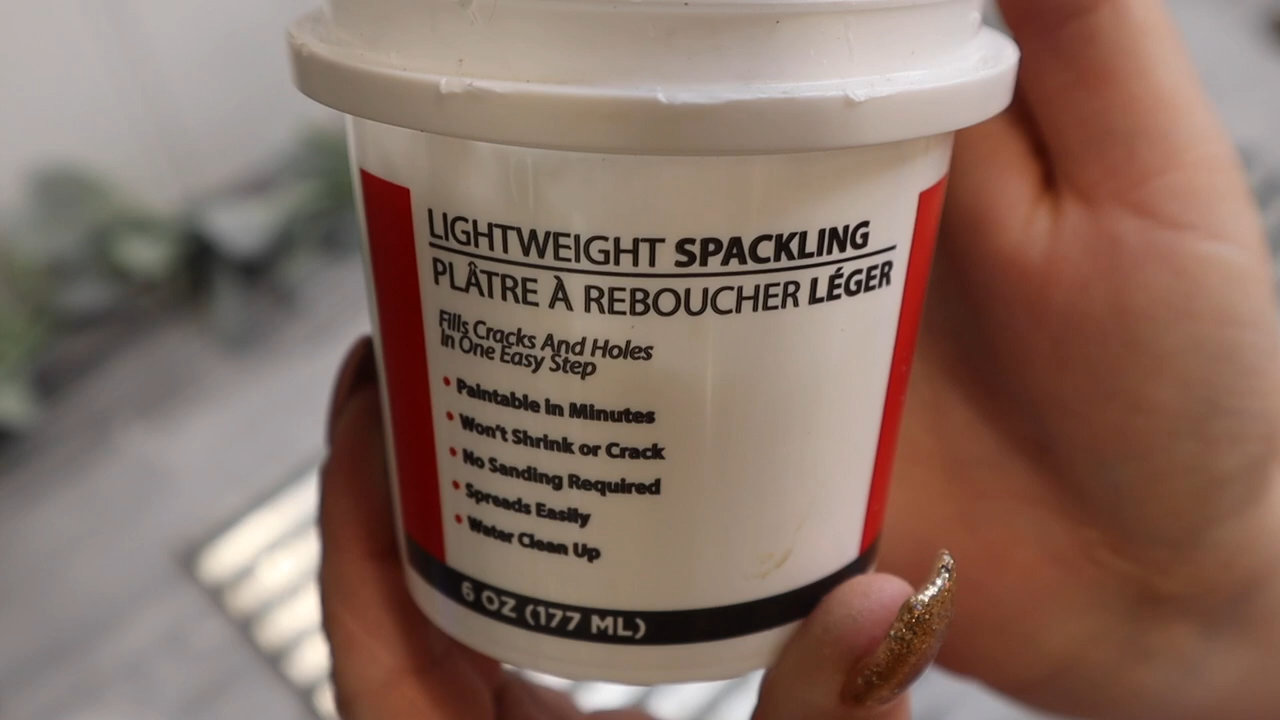 LIGHTWEIGHT SPACKLING
PLÂTRE À REBOUCHER LÉGER
Fills Cracks And Holes
In One Easy Step
• Paintable in Minutes
• Won't Shrink or Crack
• No Sanding Required
• Spreads Easily
• Water Clean Up
6 OZ (177 ML)